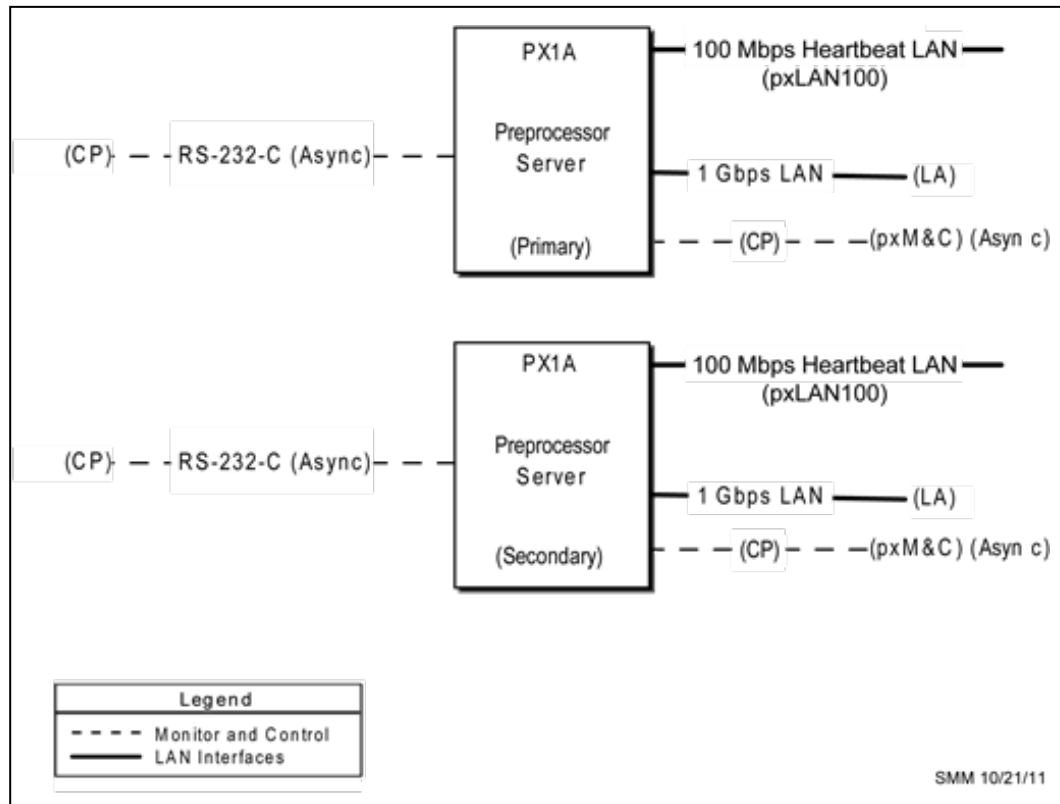 PX1A
100 Mbps Heartbeat LAN
(pxLAN100)
Preprocessor
Server
(CP)
RS-232-C (Async)
1 Gbps LAN
(LA)
(Primary)
(CP)
(pxM&C) (Async)
PX1A
100 Mbps Heartbeat LAN
(pxLAN100)
Preprocessor
Server
(CP)
RS-232-C (Async)
1 Gbps LAN
(LA)
(Secondary)
(CP)
(pxM&C) (Async)
Legend
Monitor and Control
LAN Interfaces
SMM 10/21/11